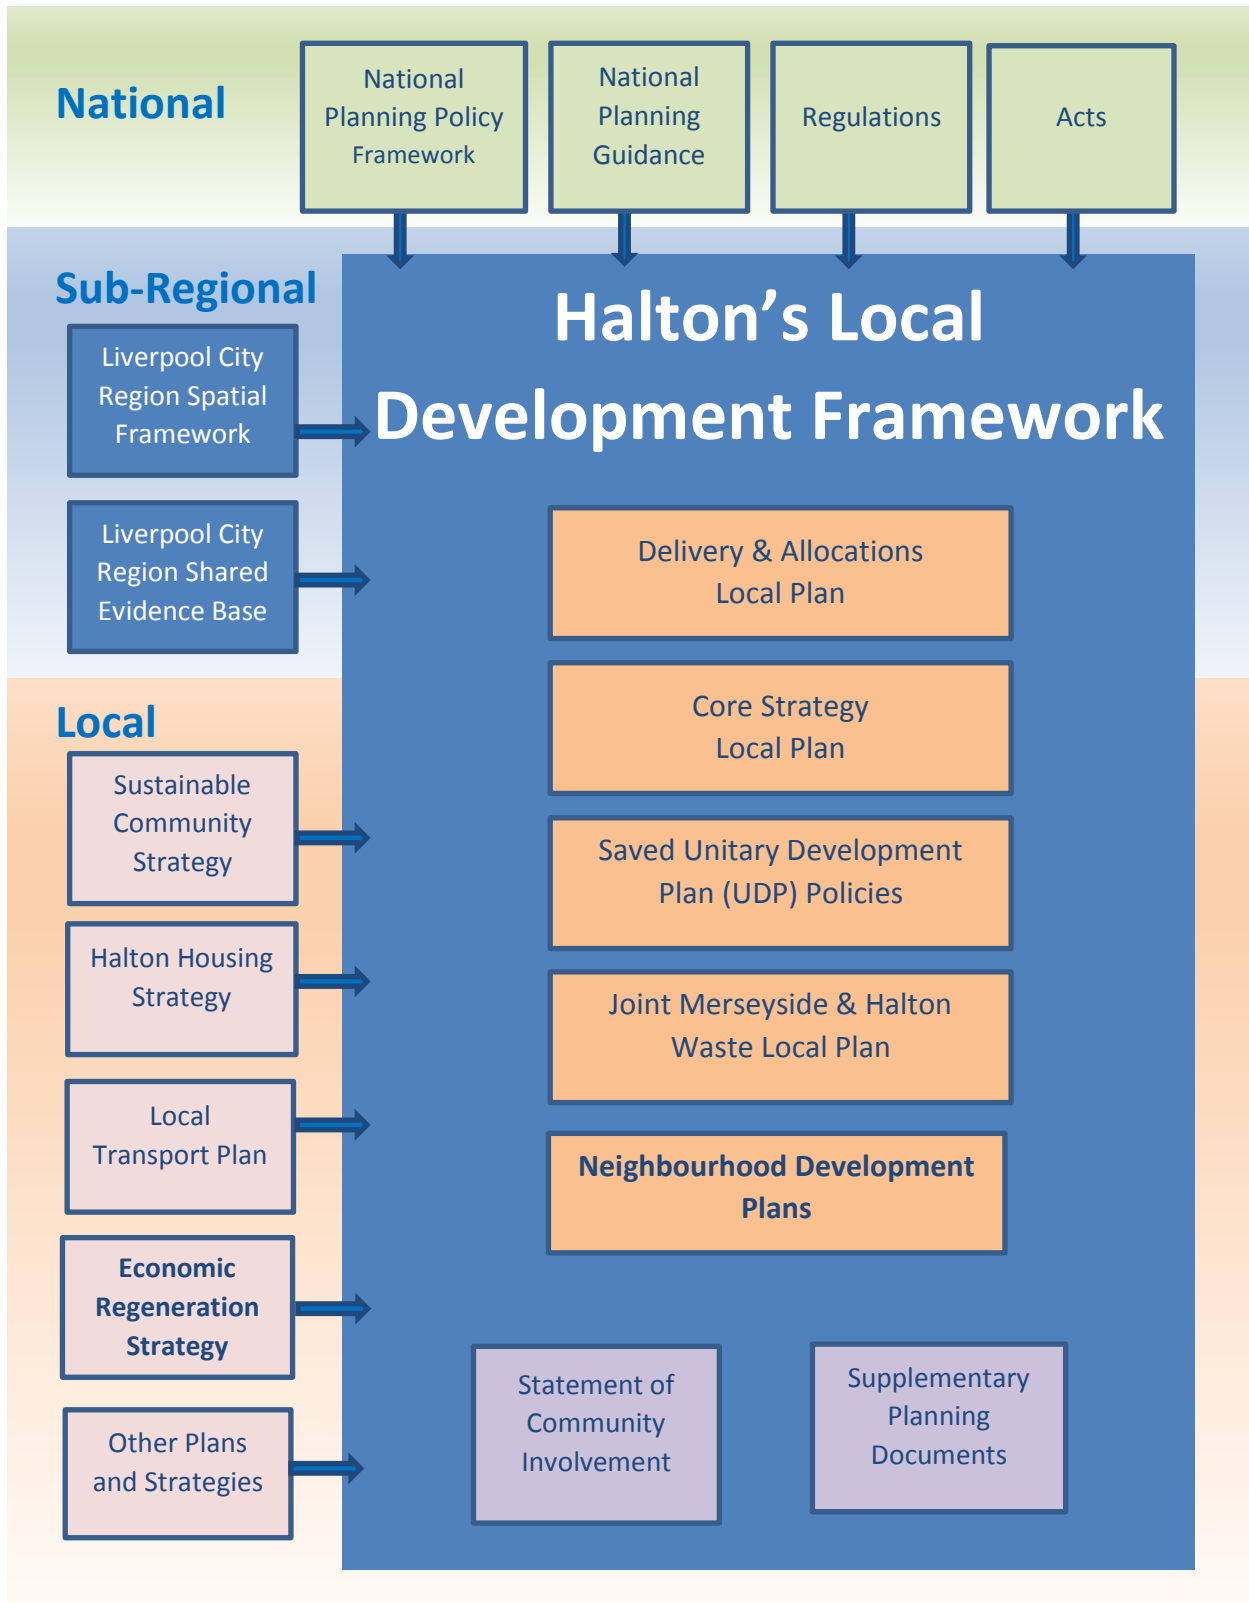 National
National
Planning Policy
Framework
National
Planning
Guidance
Regulations
Acts
Sub-Regional
Liverpool City
Region Spatial
Framework
Liverpool City
Region Shared
Evidence Base
Halton’s Local
Development Framework
Delivery & Allocations
Local Plan
Core Strategy
Local Plan
Saved Unitary Development
Plan (UDP) Policies
Joint Merseyside & Halton
Waste Local Plan
Neighbourhood Development
Plans
Local
Sustainable
Community
Strategy
Halton Housing
Strategy
Local
Transport Plan
Economic
Regeneration
Strategy
Other Plans
and Strategies
Statement of
Community
Involvement
Supplementary
Planning
Documents